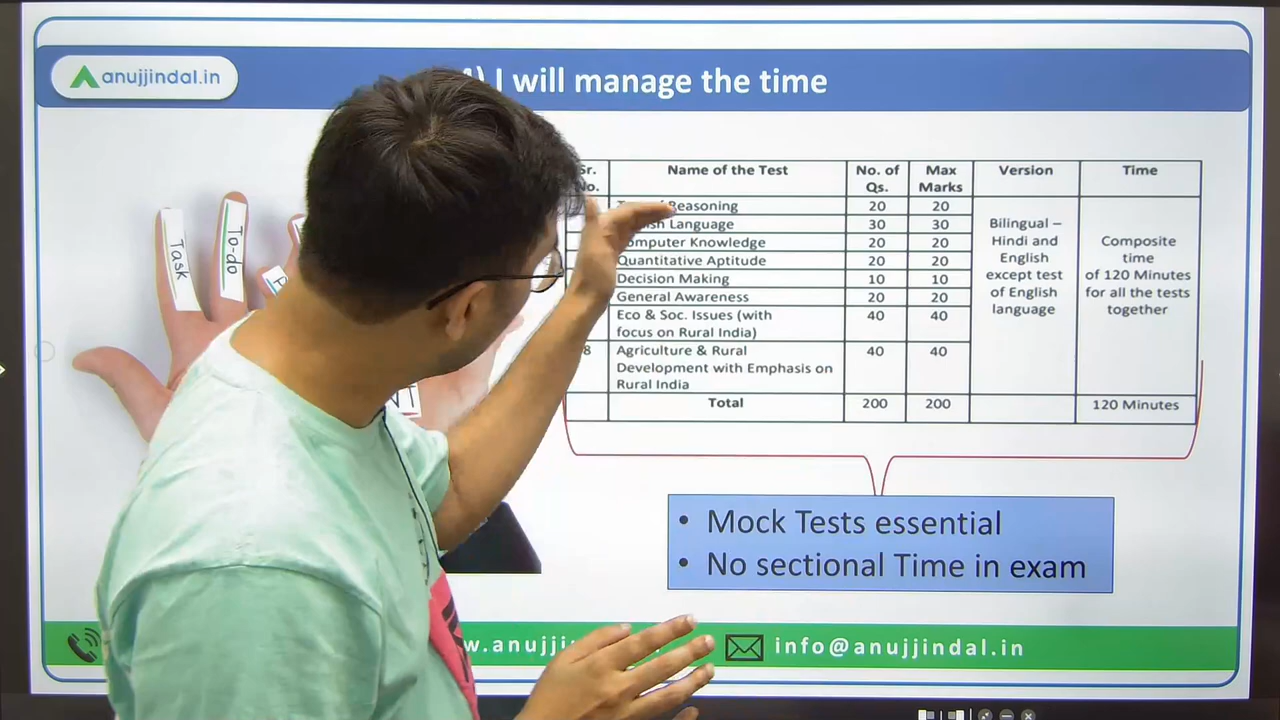 anujjindal.in
I will manage the time
Task
To-do
No.
Name of the Test
No. of Qs.
Max Marks
Version
Time
Reasoning
20
20
Language
30
30
Computer Knowledge
20
20
Quantitative Aptitude
20
20
Decision Making
10
10
General Awareness
20
20
Eco & Soc. Issues (with
focus on Rural India)
40
40
8
Agriculture & Rural
Development with Emphasis on
Rural India
40
40
Bilingual –
Hindi and
English
except test
of English
language
Composite
time
of 120 Minutes
for all the tests
together
Total
200
200
120 Minutes
• Mock Tests essential
• No sectional Time in exam
info@anujjindal.in